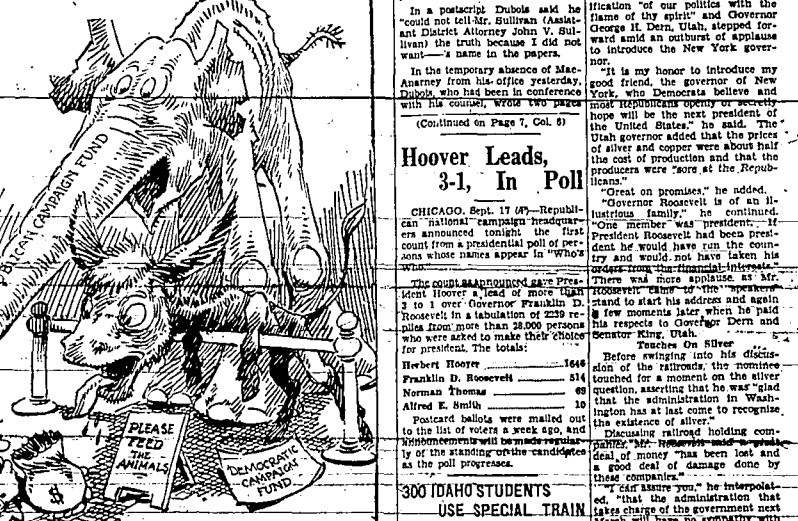 PUBLICAN CAMPAIGN FUND
PLEASE
FEED
THE
ANIMALS
DEMOCRATIC
CAMPAIGN
FUND
$
In a postscript Dubois said he
"could not tell Mr. Sullivan (Assist-
ant District Attorney John V. Sul-
livan) the truth because I did not
want—'s name in the papers.
In the temporary absence of Mac-
Anarney from his office yesterday,
Dubois, who had been in conference
with his counsel, wrote two pages
(Continued on Page 7, Col. 6)
Hoover Leads,
3-1, In Poll
CHICAGO, Sept. 17 (AP)—Republi-
can national campaign headquar-
ers announced tonight the first
count from a presidential poll of per-
sons whose names appear in "Who's
Who."
The count as announced gave Pres-
ident Hoover a lead of more than
3 to 1 over Governor Franklin D.
Roosevelt in a tabulation of 2239 re-
plies from more than 28,000 persons
who were asked to make their choice
for president. The totals:
Herbert Hoover 1646
Franklin D. Roosevelt 514
Norman Thomas 69
Alfred E. Smith 10
Postcard ballots were mailed out
to the list of voters a week ago, and
announcements will be made regular-
ly of the standing of the candidates
as the poll progresses.
300 IDAHO STUDENTS
USE SPECIAL TRAIN
ification "of our politics with the
flame of thy spirit" and Governor
George H. Dern, Utah, stepped for-
ward amid an outburst of applause
to introduce the New York gover-
nor.
"It is my honor to introduce my
good friend, the governor of New
York, who Democrats believe and
most Republicans openly or secretly
hope will be the next president of
the United States," he said. The
Utah governor added that the prices
of silver and copper were about half
the cost of production and that the
producers were "sore at the Repub-
licans."
"Great on promises," he added.
"Governor Roosevelt is of an il-
lustrious family," he continued.
"One member was president. If
President Roosevelt had been presi-
dent he would have run the coun-
try and would not have taken his
orders from the financial interests."
There was more applause as Mr.
Roosevelt came to the speakers'
stand to start his address and again
a few moments later when he paid
his respects to Governor Dern and
Senator King, Utah.
Touches On Silver
Before swinging into his discus-
sion of the railroads, the nominee
touched for a moment on the silver
question, asserting that he was "glad
that the administration in Wash-
ington has at last come to recognize
the existence of silver."
Discussing railroad holding com-
panies, Mr. Roosevelt said a great
deal of money "has been lost and
a good deal of damage done by
these companies."
"I can assure you," he interpolat-
ed, "that the administration that
takes charge of the government next
March will have no sympathy with